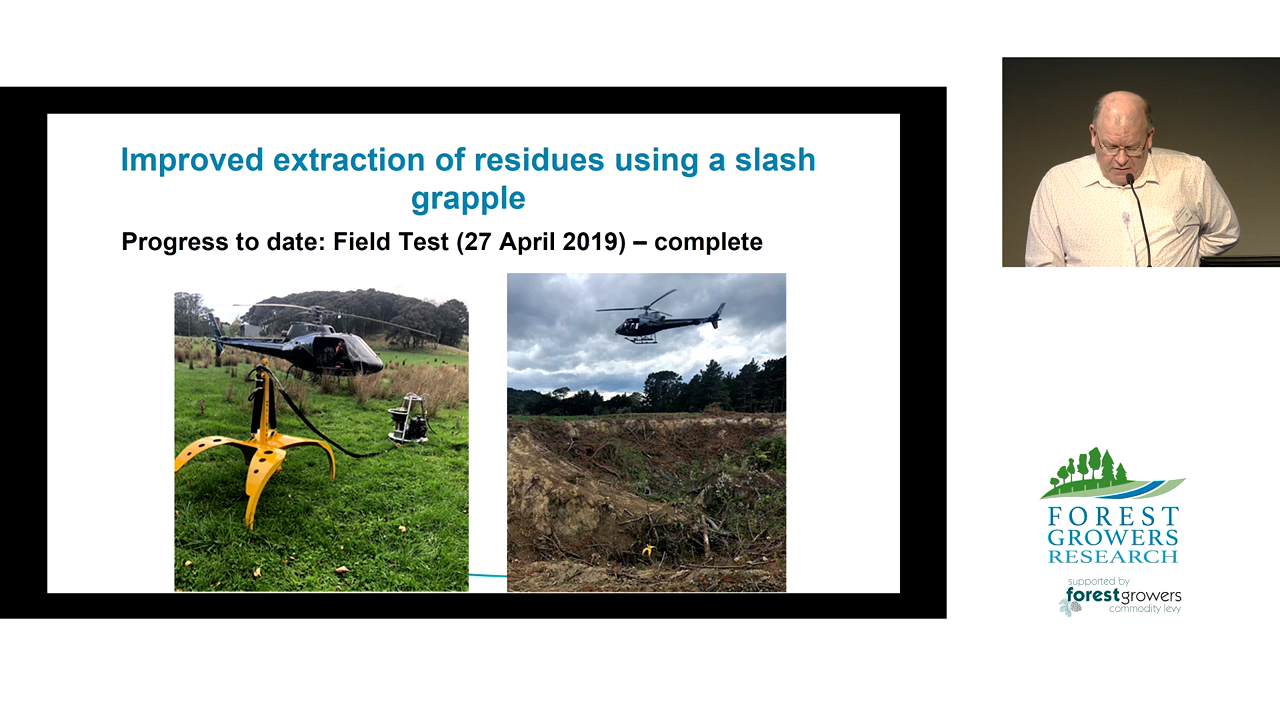 Improved extraction of residues using a slash
grapple
Progress to date: Field Test (27 April 2019) – complete
FOREST
GROWERS
RESEARCH
supported by
forestgrowers
commodity levy